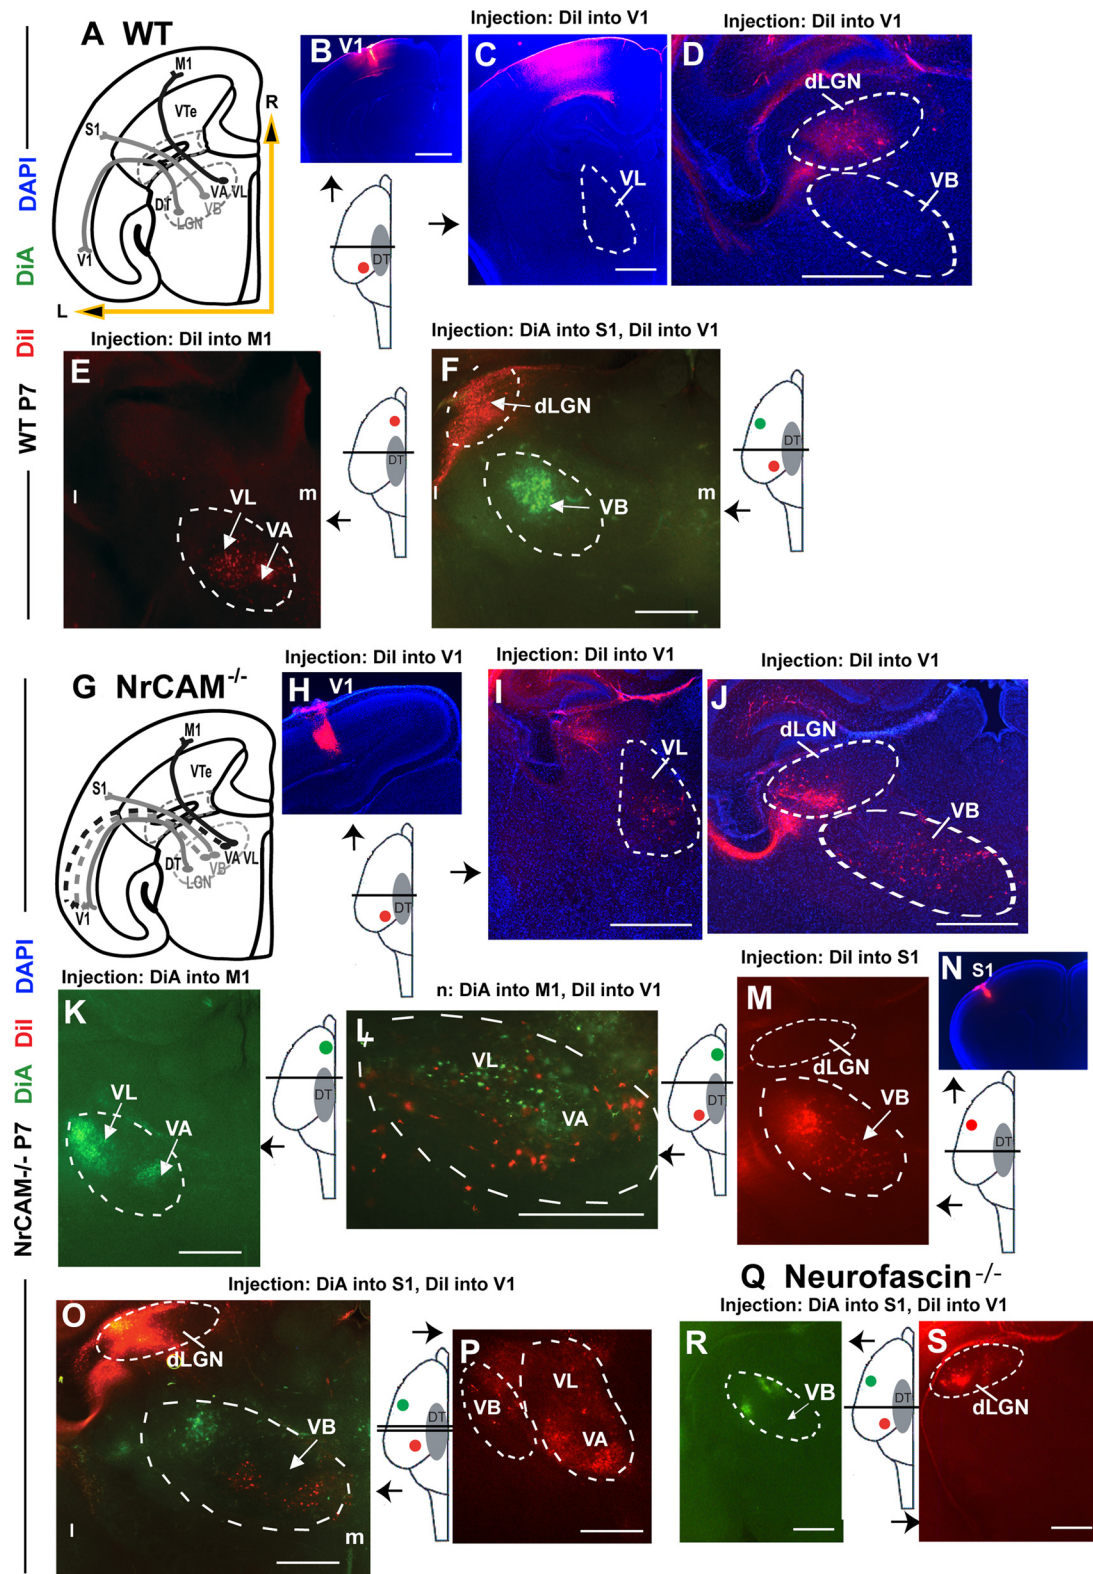 A WT
M1
R
VTe
S1
VA VL
DT
VB
LGN
V1
L
DAPI
DiA
DiI
WT P7
Injection: DiI into V1
B V1
Injection: DiI into V1
C
VL
D
dLGN
VB
DT
Injection: DiI into M1
E
VL
VA
l
m
DT
Injection: DiA into S1, DiI into V1
F
dLGN
VB
l
m
DT
G NrCAM-/-
M1
VTe
S1
VA VL
DT
VB
LGN
V1
DAPI
DiI
DiA
NrCAM-/- P7
Injection: DiI into V1
H V1
DT
Injection: DiI into V1
I
VL
Injection: DiI into V1
J
dLGN
VB
Injection: DiA into M1
K
VL
VA
DT
n: DiA into M1, DiI into V1
L
VL
VA
DT
Injection: DiI into S1
M
dLGN
VB
N
S1
DT
Injection: DiA into S1, DiI into V1
O
dLGN
VB
l
m
DT
P
VL
VB
VA
Q Neurofascin-/-
Injection: DiA into S1, DiI into V1
R
VB
DT
S
dLGN